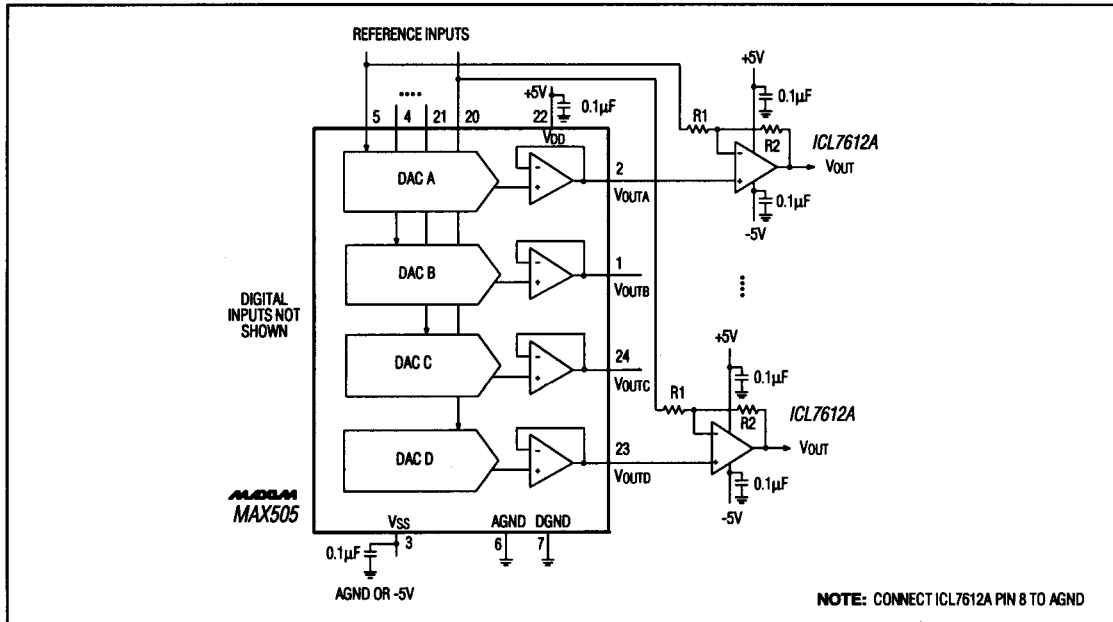 REFERENCE INPUTS
+5V
+5V
0.1µF
0.1µF
5
4
21
20
22
VDD
R1
R2
ICL7612A
VOUT
DAC A
2
VOUTA
0.1µF
-5V
DAC B
1
VOUTB
DIGITAL
INPUTS NOT
SHOWN
DAC C
24
VOUTC
+5V
0.1µF
R1
R2
ICL7612A
VOUT
DAC D
23
VOUTD
0.1µF
-5V
MAXIM
MAX505
VSS
AGND
DGND
0.1µF
3
6
7
AGND OR -5V
NOTE: CONNECT ICL7612A PIN 8 TO AGND